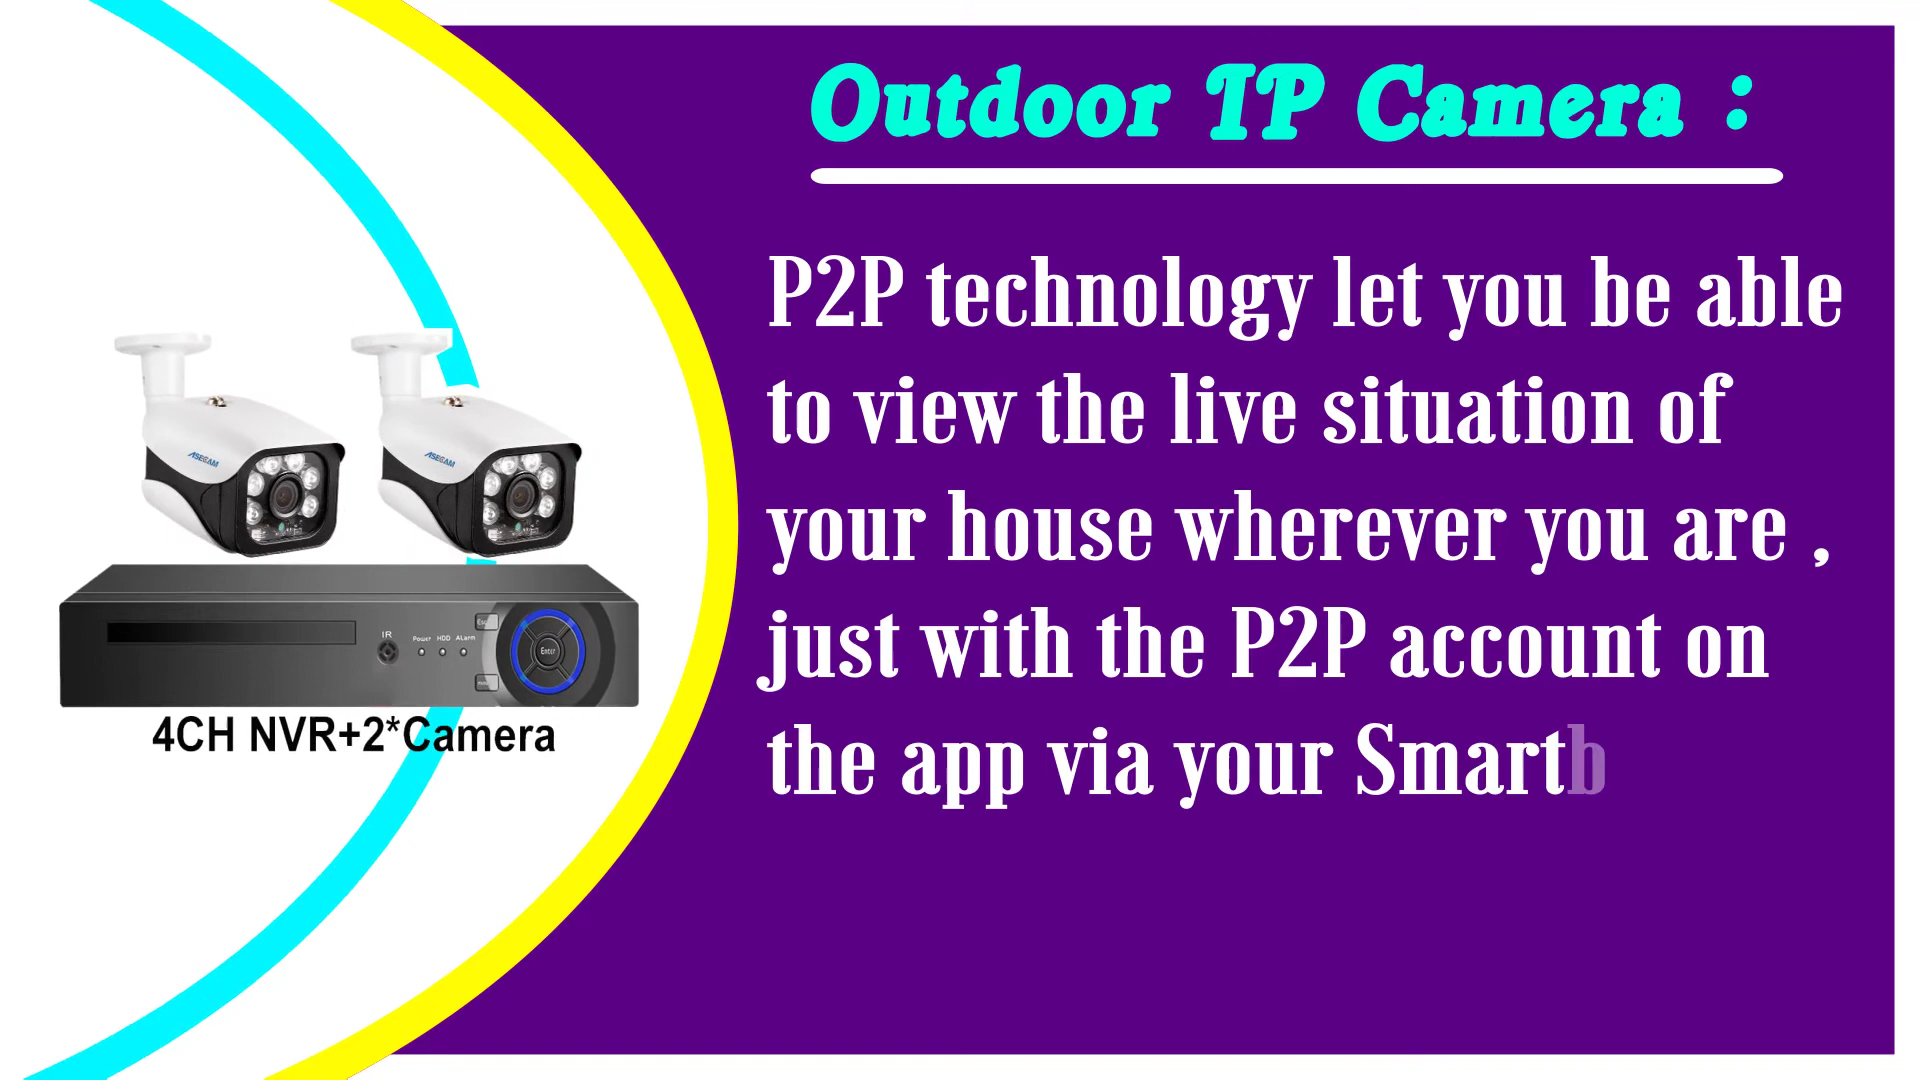 Outdoor IP Camera :
P2P technology let you be able
to view the live situation of
your house wherever you are ,
just with the P2P account on
the app via your Smart
ASECAM
ASECAM
IR
Power HDD ALarm
Enter
4CH NVR+2*Camera